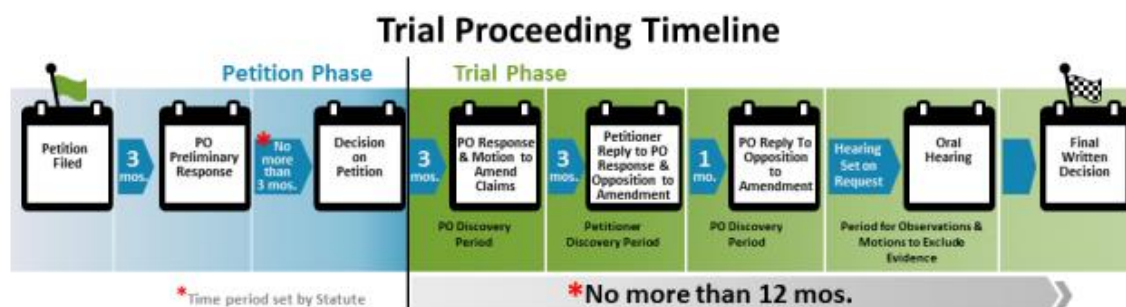 Trial Proceeding Timeline
Petition Phase
Trial Phase
Petition
Filed
3
mos.
PO
Preliminary
Response
*No
more
than
3 mos.
Decision
on
Petition
3
mos.
PO Response
& Motion to
Amend
Claims
PO Discovery
Period
3
mos.
Petitioner
Reply to PO
Response &
Opposition to
Amendment
Petitioner
Discovery Period
1
mo.
PO Reply To
Opposition
to
Amendment
PO Discovery
Period
Hearing
Set on
Request
Oral
Hearing
Period for Observations &
Motions to Exclude
Evidence
Final
Written
Decision
*Time period set by Statute
*No more than 12 mos.